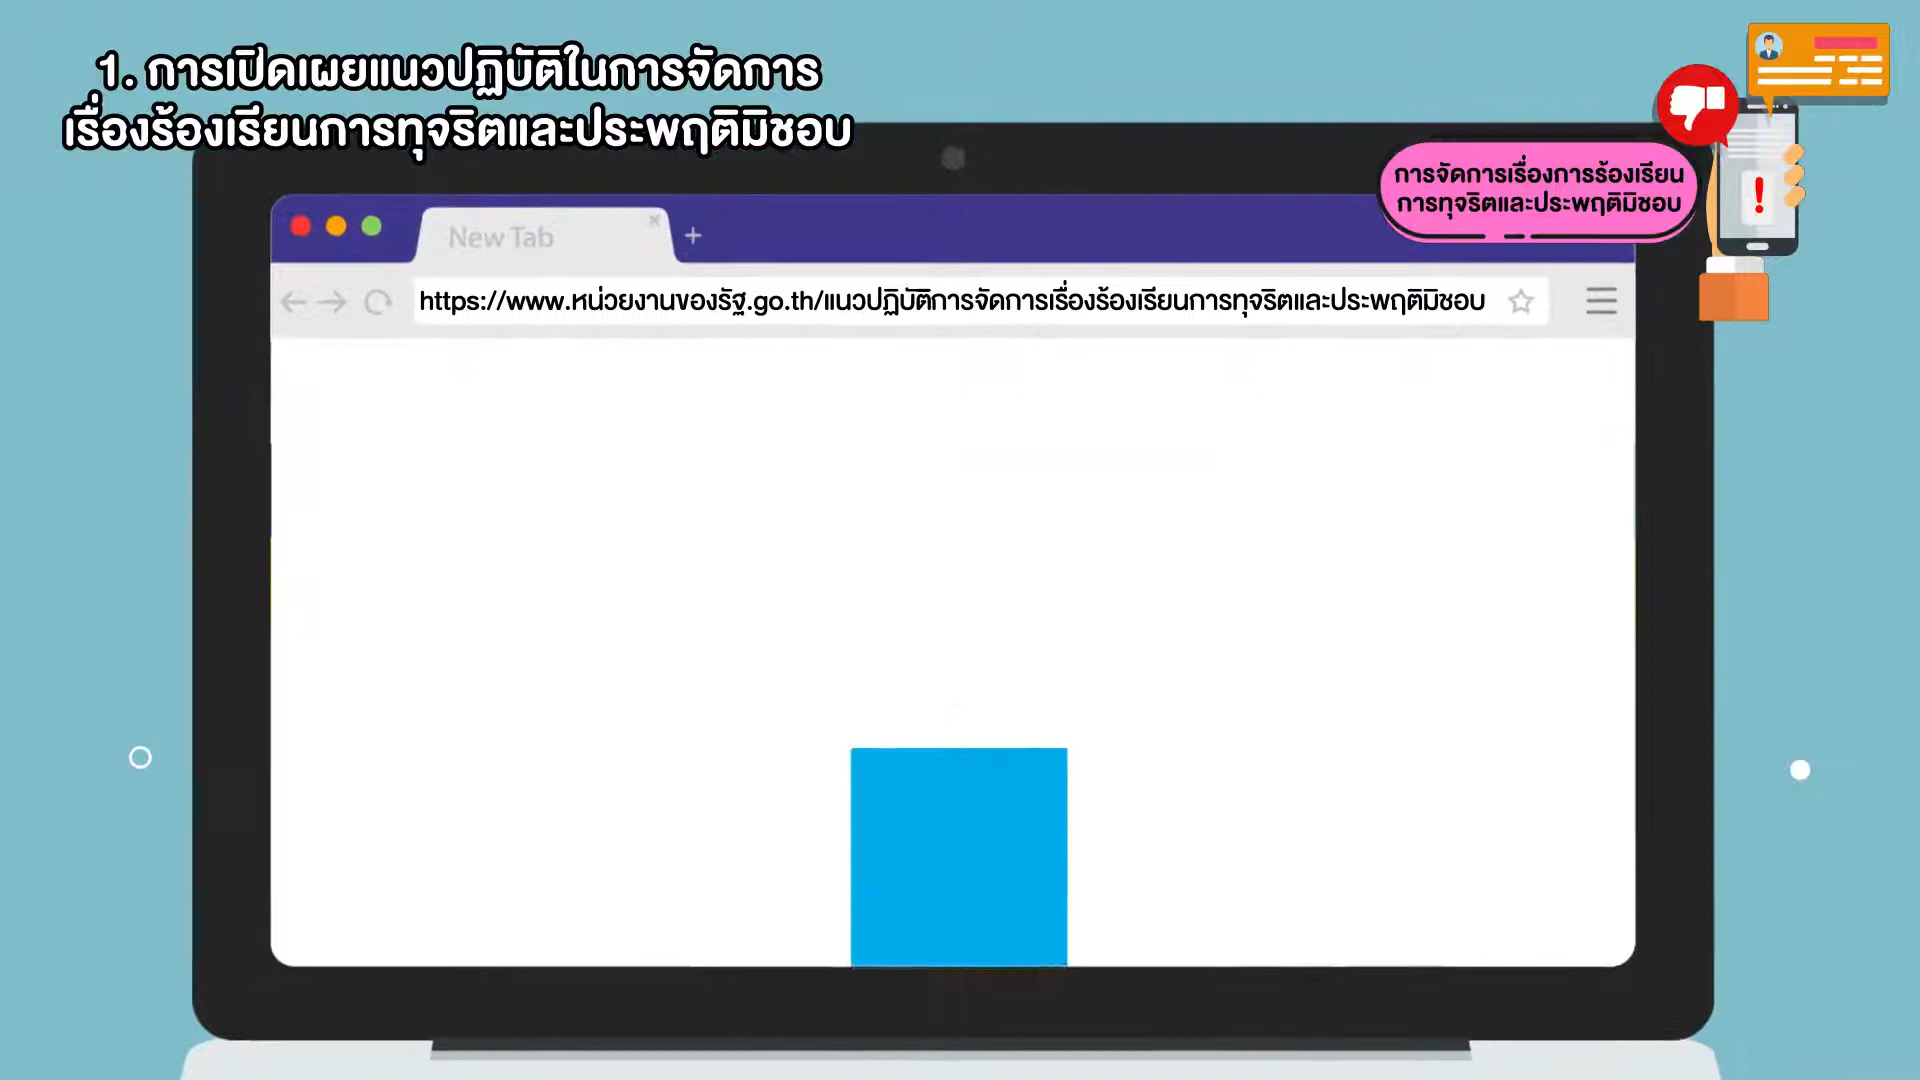 1. การเปิดเผยแนวปฏิบัติในการจัดการ
เรื่องร้องเรียนการทุจริตและประพฤติมิชอบ
การจัดการเรื่องการร้องเรียน
การทุจริตและประพฤติมิชอบ
New Tab
https://www.หน่วยงานของรัฐ.go.th/แนวปฏิบัติการจัดการเรื่องร้องเรียนการทุจริตและประพฤติมิชอบ